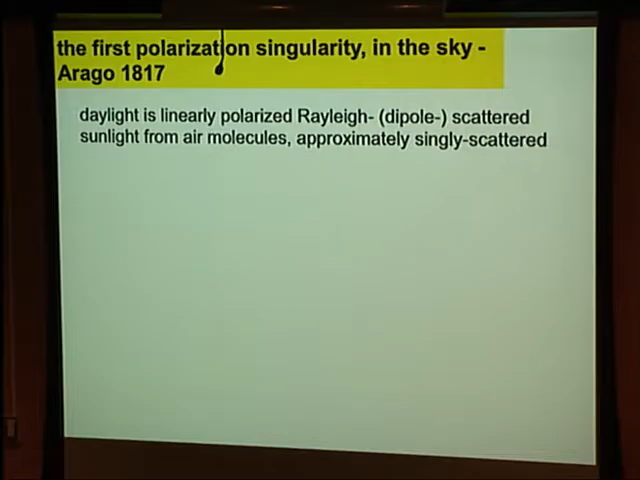 the first polarization singularity, in the sky -
Arago 1817
daylight is linearly polarized Rayleigh- (dipole-) scattered
sunlight from air molecules, approximately singly-scattered